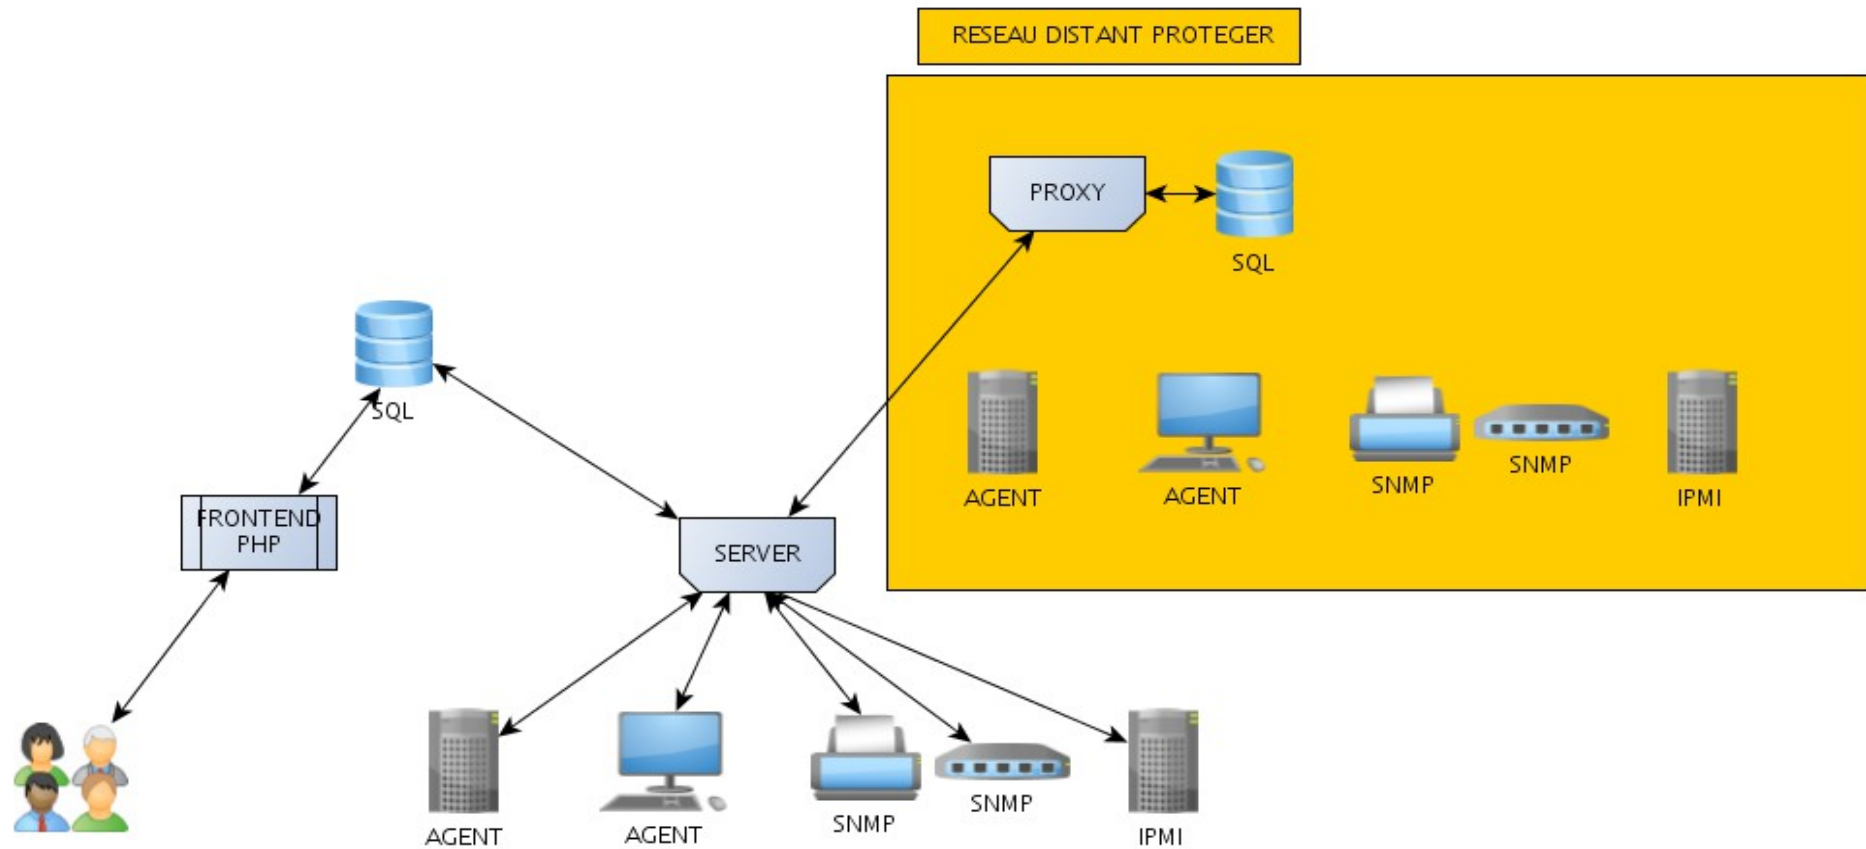 RESEAU DISTANT PROTEGER
PROXY
SQL
SQL
FRONTEND
PHP
SERVER
AGENT
AGENT
SNMP
SNMP
IPMI
AGENT
AGENT
SNMP
SNMP
IPMI